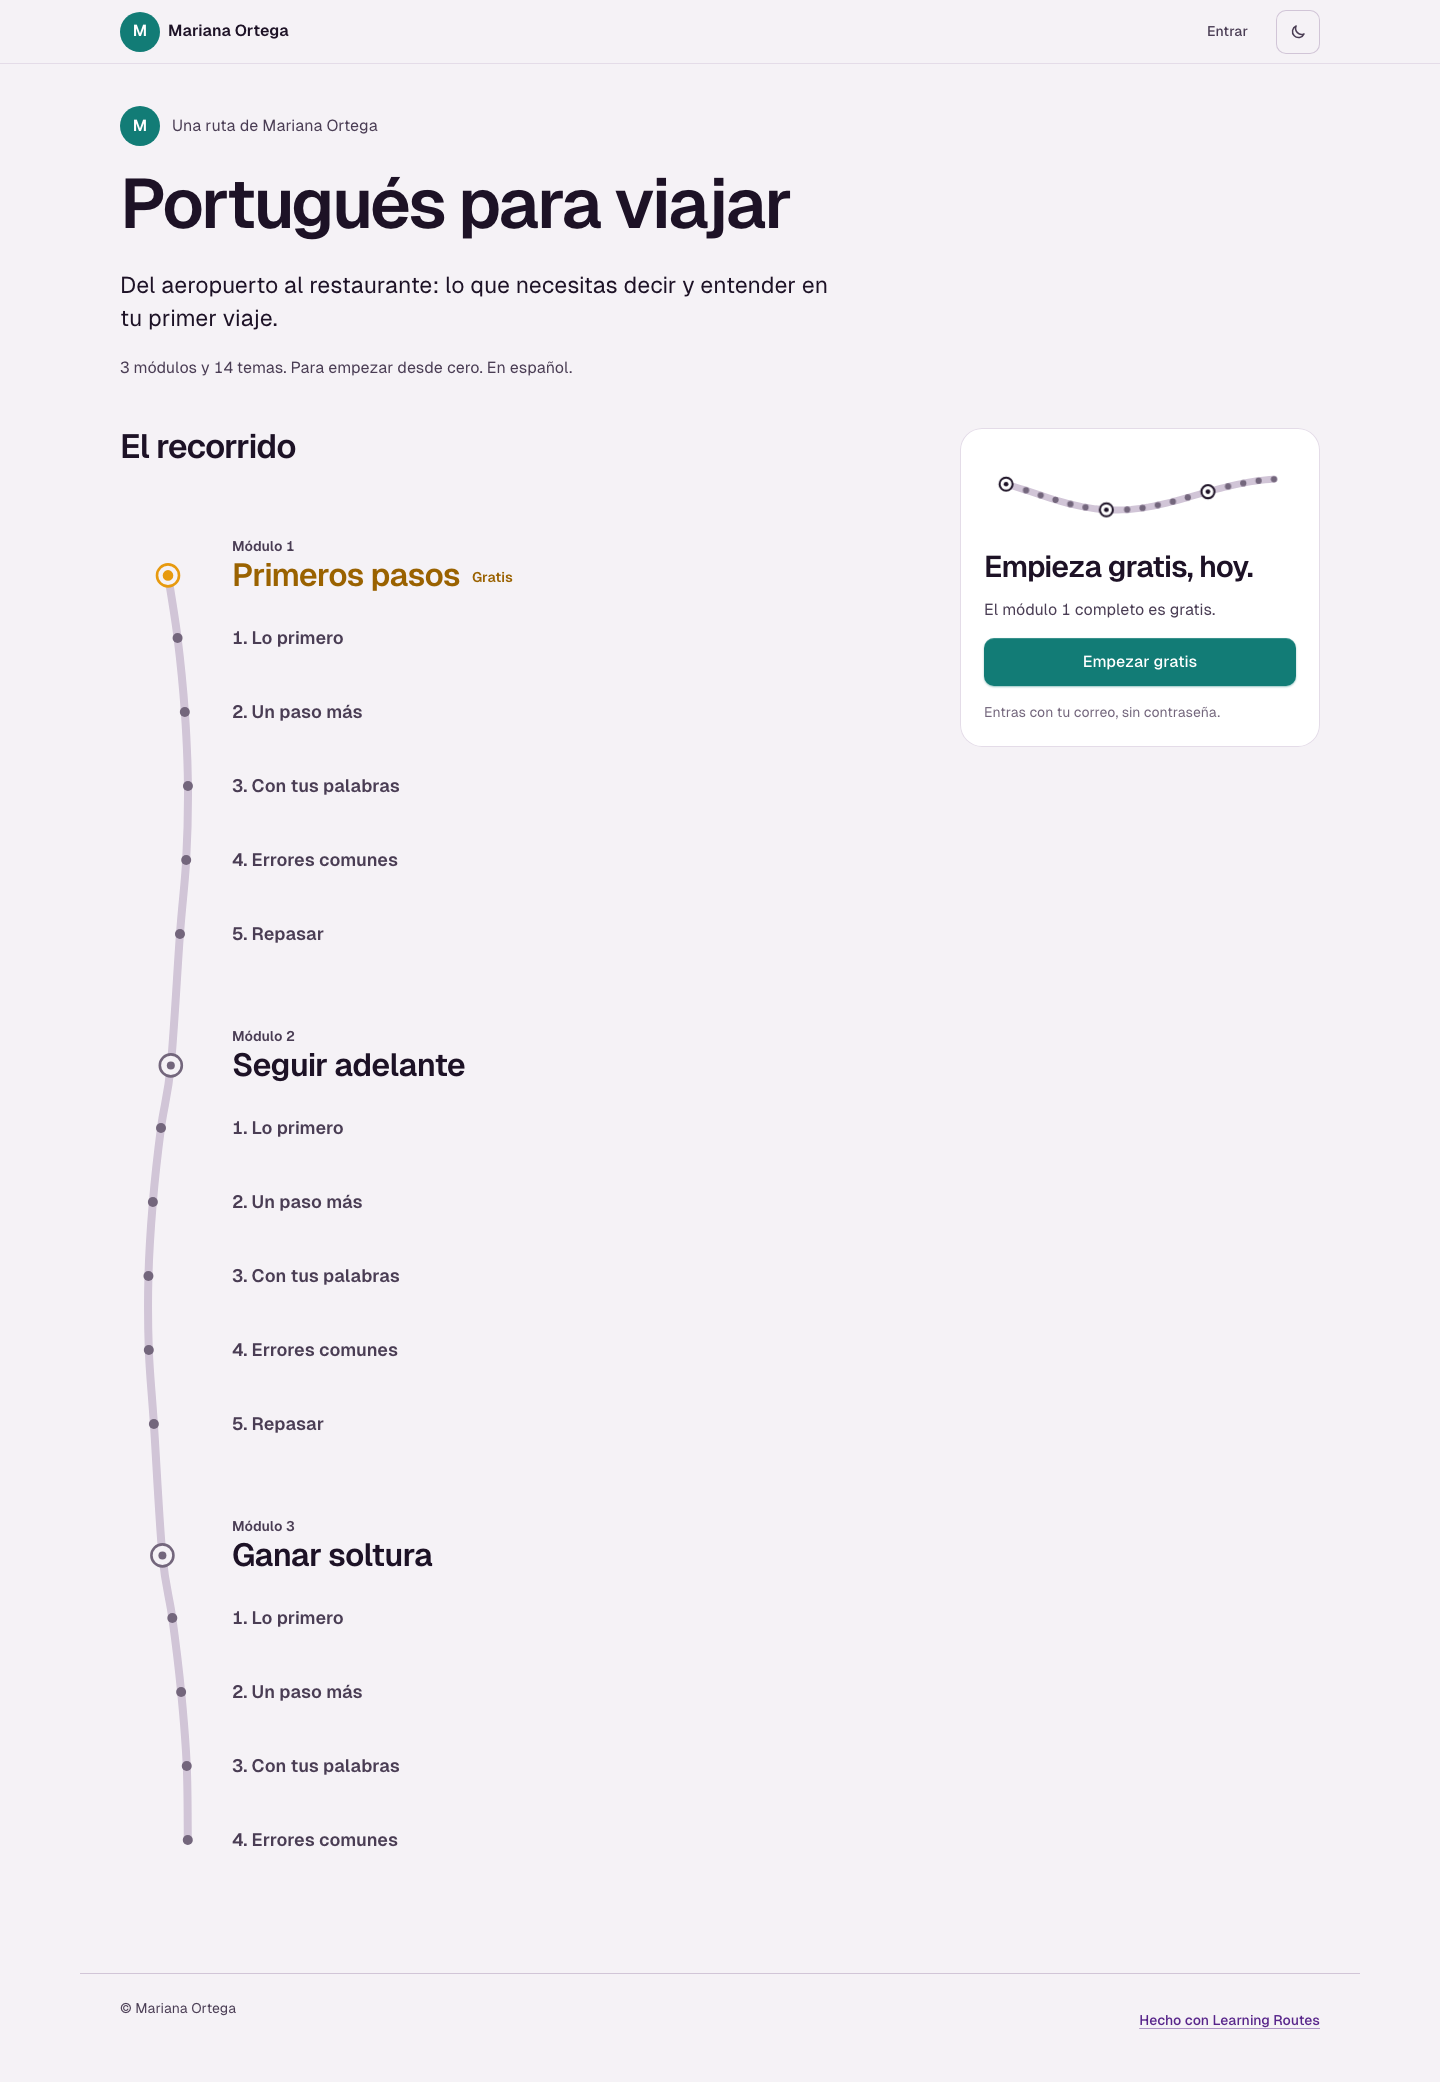 M Mariana Ortega
Entrar
M Una ruta de Mariana Ortega
Portugués para viajar
Del aeropuerto al restaurante: lo que necesitas decir y entender en
tu primer viaje.
3 módulos y 14 temas. Para empezar desde cero. En español.
El recorrido
Módulo 1
Primeros pasos Gratis
1. Lo primero
2. Un paso más
3. Con tus palabras
4. Errores comunes
5. Repasar
Módulo 2
Seguir adelante
1. Lo primero
2. Un paso más
3. Con tus palabras
4. Errores comunes
5. Repasar
Módulo 3
Ganar soltura
1. Lo primero
2. Un paso más
3. Con tus palabras
4. Errores comunes
Empieza gratis, hoy.
El módulo 1 completo es gratis.
Empezar gratis
Entras con tu correo, sin contraseña.
© Mariana Ortega
Hecho con Learning Routes